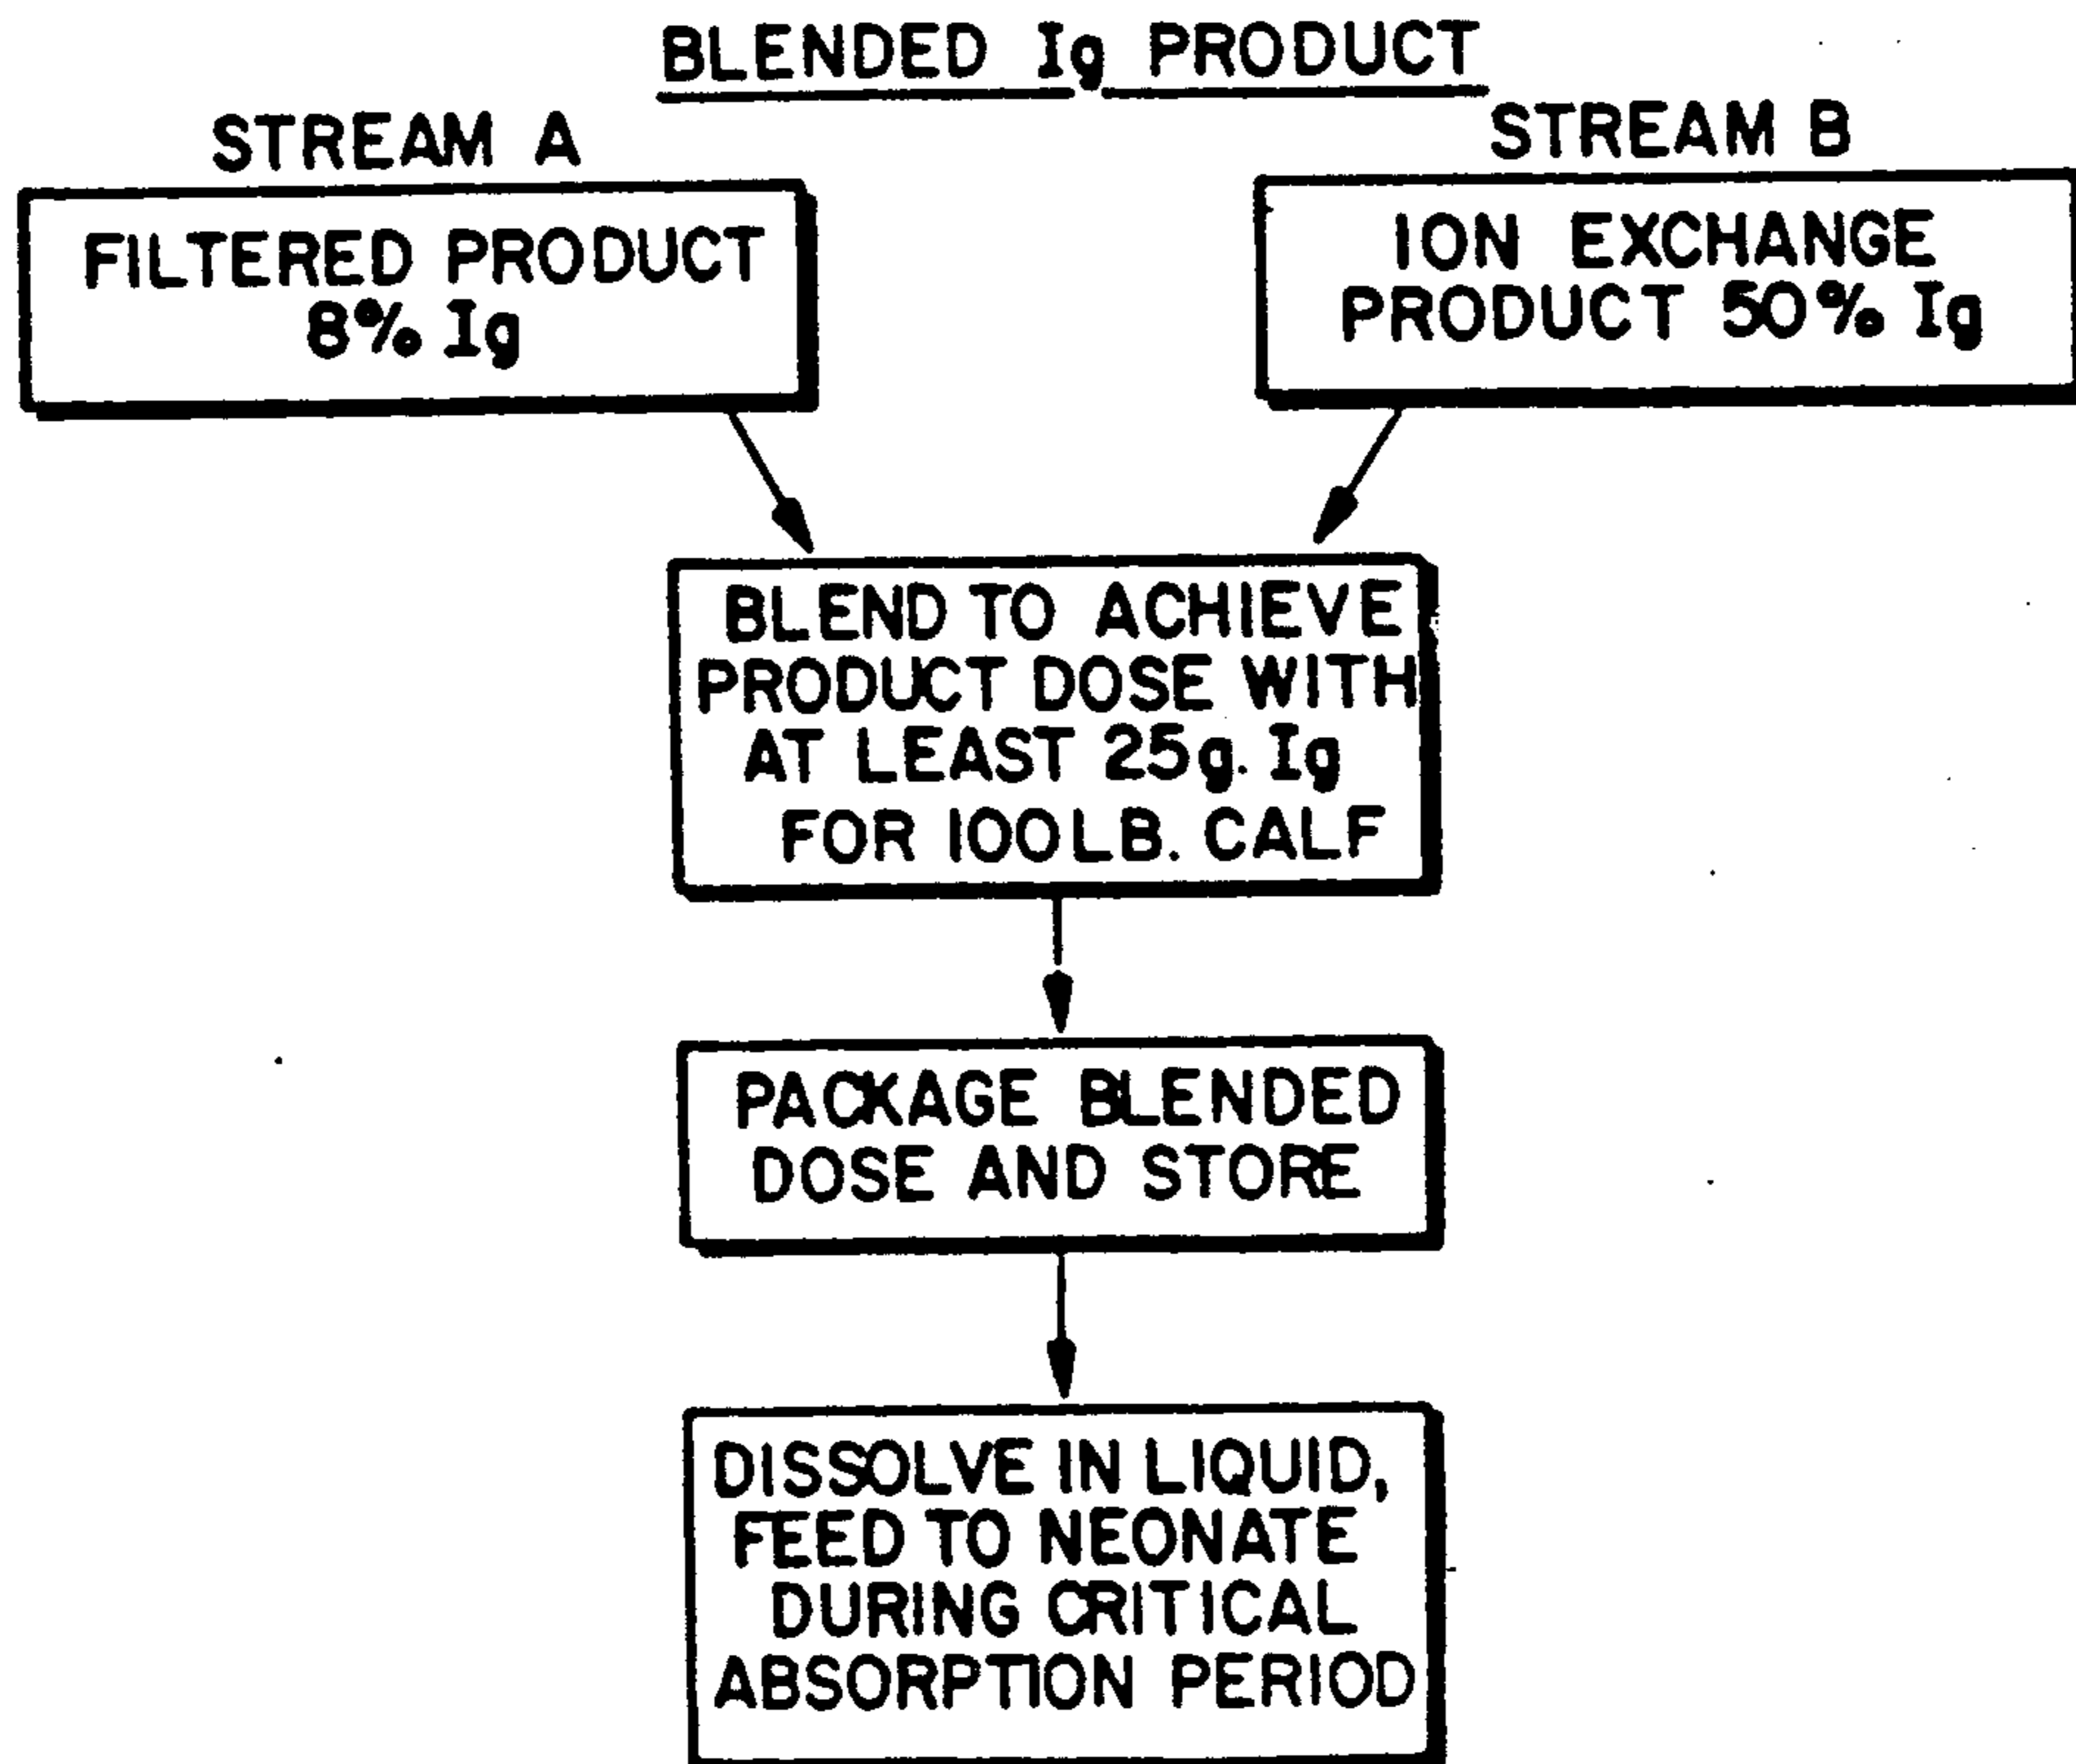 BLENDED Ig PRODUCT
STREAM A
FILTERED PRODUCT
8% Ig
STREAM B
ION EXCHANGE
PRODUCT 50% Ig
BLEND TO ACHIEVE
PRODUCT DOSE WITH
AT LEAST 25g. Ig
FOR 100LB. CALF
PACKAGE BLENDED
DOSE AND STORE
DISSOLVE IN LIQUID,
FEED TO NEONATE
DURING CRITICAL
ABSORPTION PERIOD